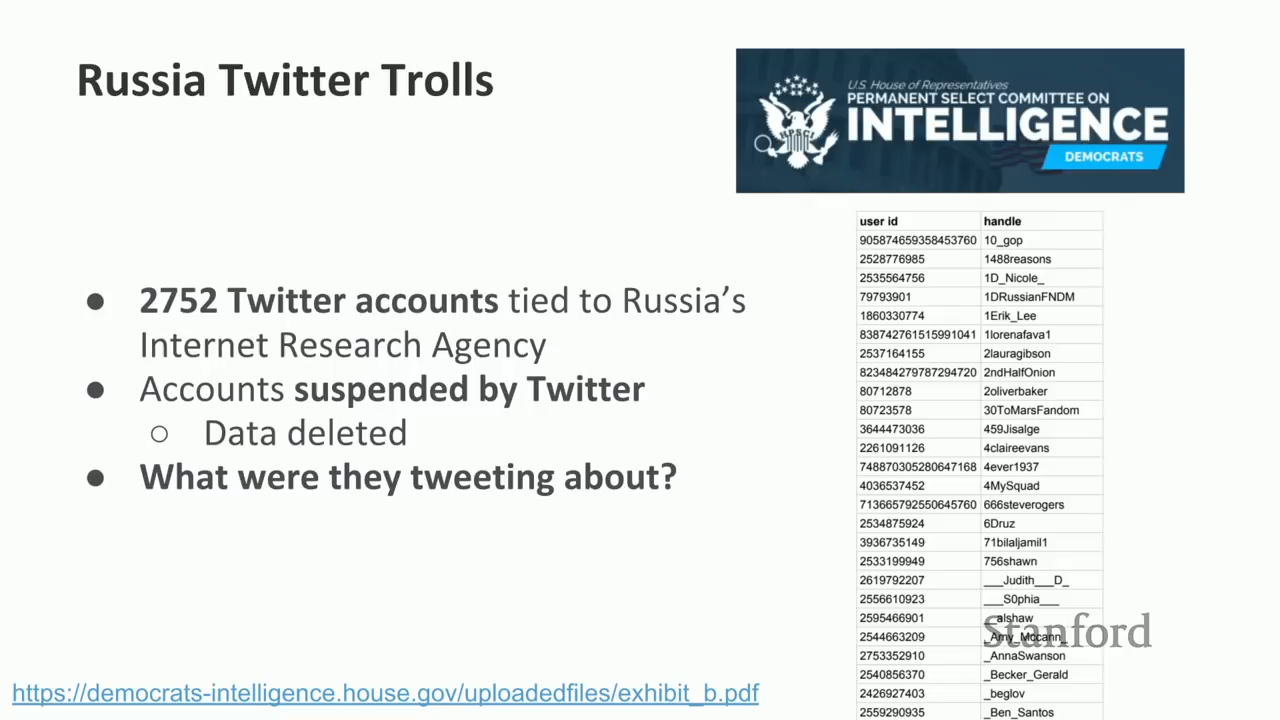 Russia Twitter Trolls
U.S. House of Representatives
PERMANENT SELECT COMMITTEE ON
INTELLIGENCE
DEMOCRATS
HPSCI
● 2752 Twitter accounts tied to Russia’s
Internet Research Agency
● Accounts suspended by Twitter
○ Data deleted
● What were they tweeting about?
user id handle
905874659358453760 10_gop
2528776985 1488reasons
2535564756 1D_Nicole_
79793901 1DRussianFNDM
1860330774 1Erik_Lee
838742761515991041 1lorenafava1
2537164155 2lauragibson
823484279787294720 2ndHalfOnion
80712878 2oliverbaker
80723578 30ToMarsFandom
3644473036 459Jisalge
2261091126 4claireevans
748870305280647168 4ever1937
4036537452 4MySquad
713665792550645760 666steverogers
2534875924 6Druz
3936735149 71bilaljamil1
2533199949 756shawn
2619792207 ___Judith___D_
2556610923 ___S0phia___
2595466901 __alshaw
2544663209 _Amy_Mccann_
2753352910 _AnnaSwanson
2540856370 _Becker_Gerald
2426927403 _beglov
2559290935 _Ben_Santos
Stanford
https://democrats-intelligence.house.gov/uploadedfiles/exhibit_b.pdf